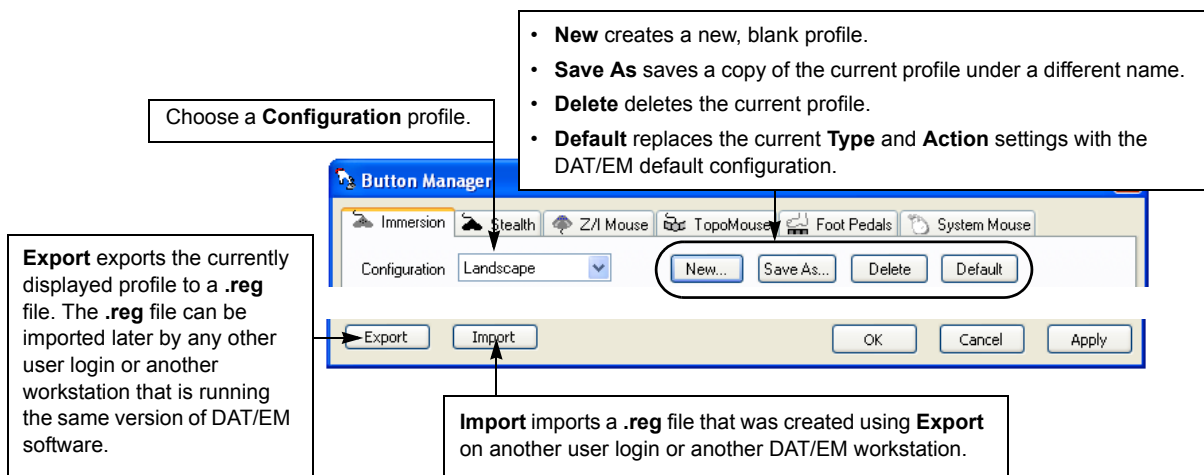 • New creates a new, blank profile.
• Save As saves a copy of the current profile under a different name.
• Delete deletes the current profile.
• Default replaces the current Type and Action settings with the
DAT/EM default configuration.
Choose a Configuration profile.
Button Manager
Immersion Stealth Z/I Mouse TopoMouse Foot Pedals System Mouse
Configuration Landscape New... Save As... Delete Default
Export exports the currently
displayed profile to a .reg
file. The .reg file can be
imported later by any other
user login or another
workstation that is running
the same version of DAT/EM
software.
Export Import OK Cancel Apply
Import imports a .reg file that was created using Export
on another user login or another DAT/EM workstation.